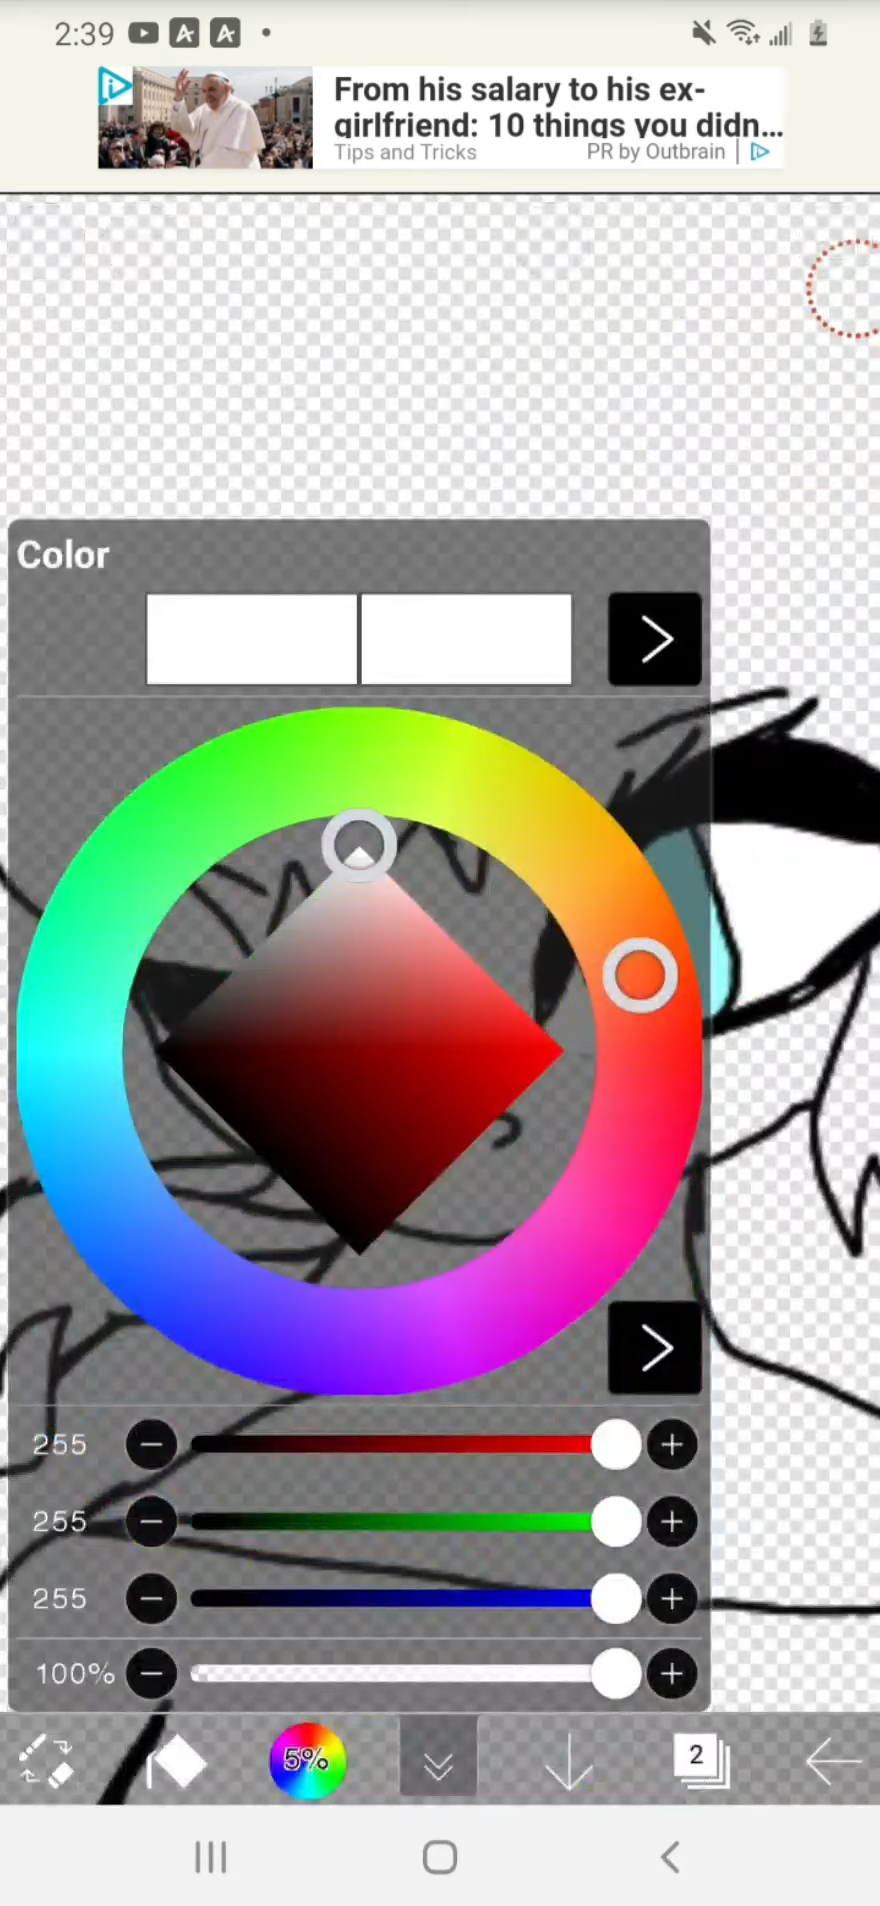 2:39
From his salary to his ex-
girlfriend: 10 things you didn...
Tips and Tricks
PR by Outbrain
Color
255
255
255
100%
5%
2